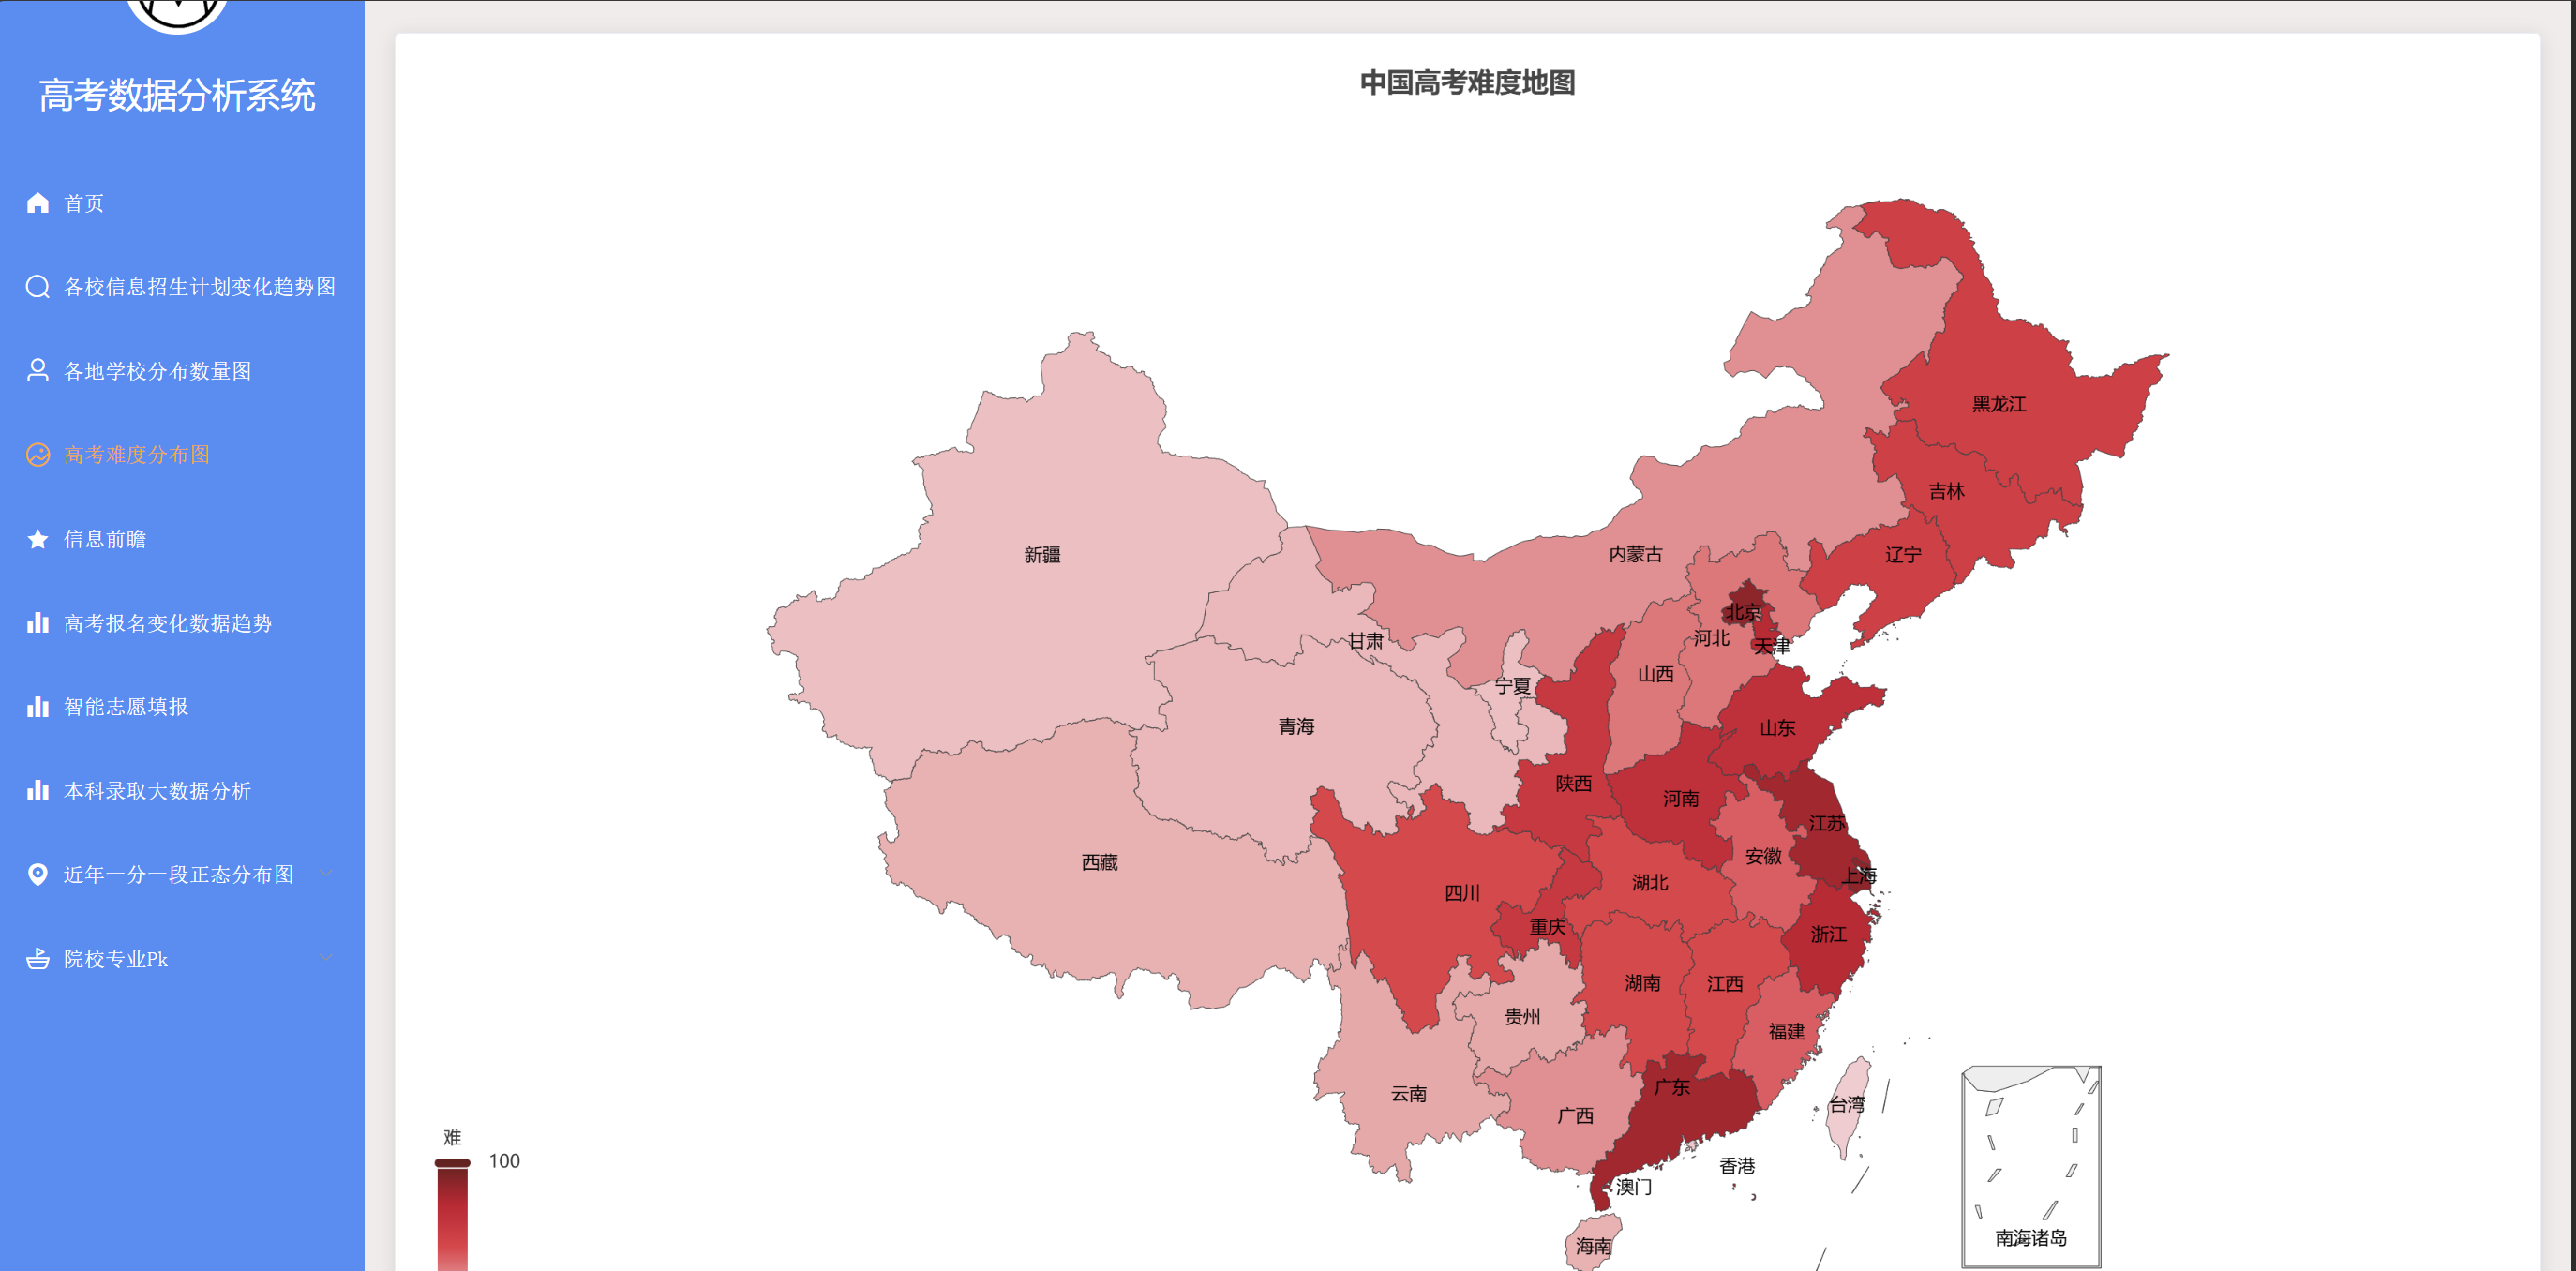 高考数据分析系统
首页
各校信息招生计划变化趋势图
各地学校分布数量图
高考难度分布图
信息前瞻
高考报名变化数据趋势
智能志愿填报
本科录取大数据分析
近年一分一段正态分布图
院校专业Pk
中国高考难度地图
黑龙江
吉林
辽宁
新疆
内蒙古
北京
河北
天津
甘肃
宁夏
山西
青海
山东
陕西
河南
江苏
西藏
安徽
上海
四川
湖北
重庆
浙江
湖南
江西
贵州
福建
云南
广西
广东
台湾
香港
澳门
海南
南海诸岛
难
100